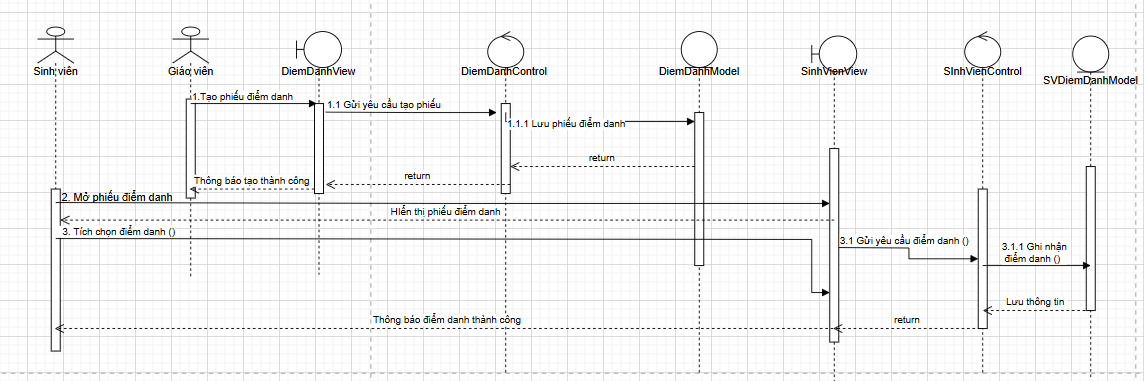 Sinh viên
Giáo viên
DiemDanhView
DiemDanhControl
DiemDanhModel
SinhVienView
SInhVienControl
SVDiemDanhModel
1.Tạo phiếu điểm danh
1.1 Gửi yêu cầu tạo phiếu
1.1.1 Lưu phiếu điểm danh
return
return
Thông báo tạo thành công
2. Mở phiếu điểm danh
HIển thị phiếu điểm danh
3. Tích chọn điểm danh ()
3.1 Gửi yêu cầu điểm danh ()
3.1.1 Ghi nhận
điểm danh ()
Lưu thông tin
Thông báo điểm danh thành công
return